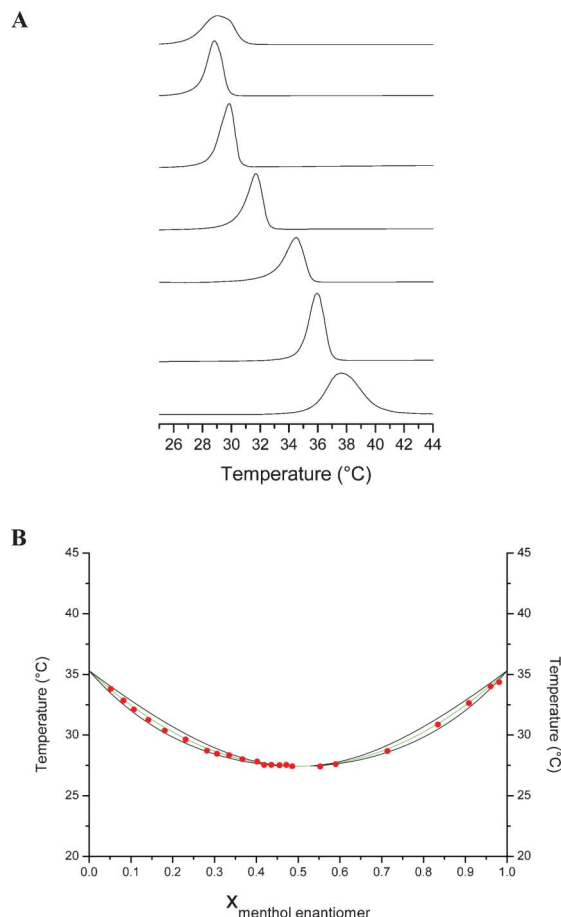 A
26 28 30 32 34 36 38 40 42 44
Temperature (°C)
B
45 45
40 40
35 35
30 30
25 25
20 20
Temperature (°C)
Temperature (°C)
0.0 0.1 0.2 0.3 0.4 0.5 0.6 0.7 0.8 0.9 1.0
X menthol enantiomer